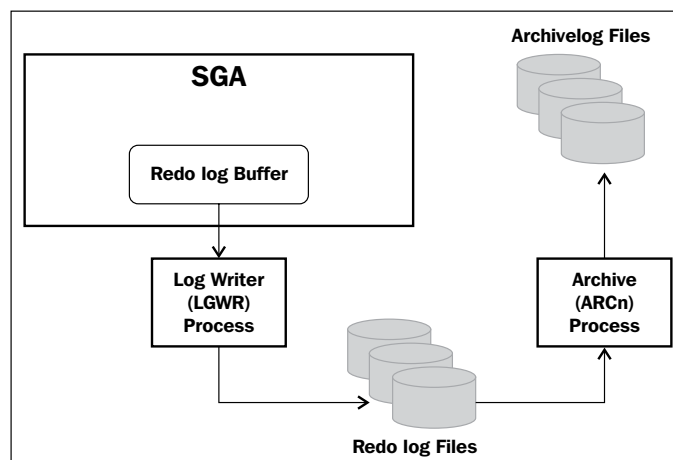 Archivelog Files
SGA
Redo log Buffer
Log Writer
(LGWR)
Process
Archive
(ARCn)
Process
Redo log Files